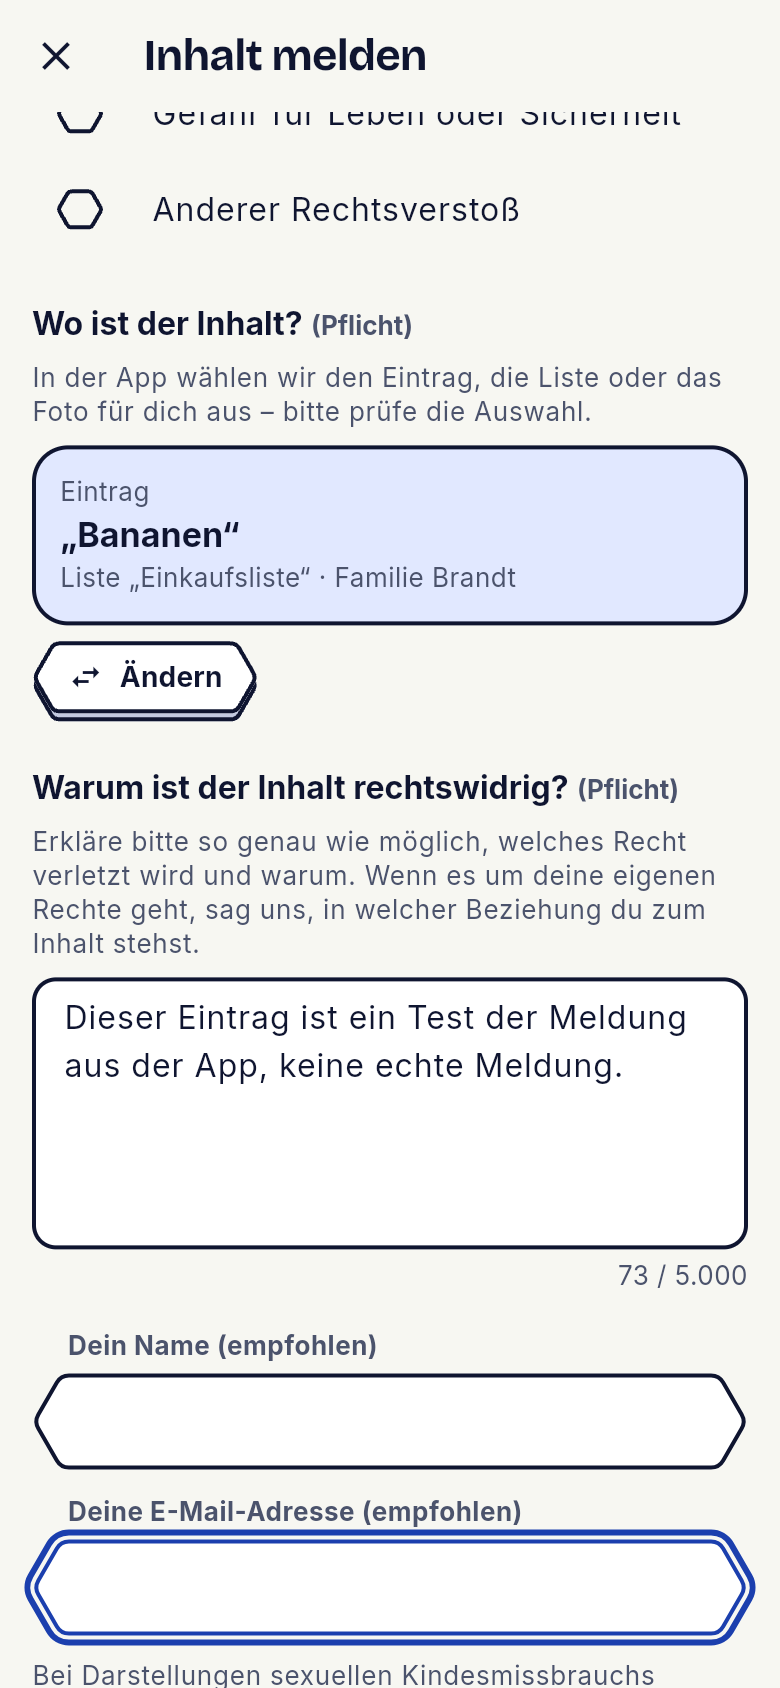 Inhalt melden
Gefahr für Leben oder Sicherheit
Anderer Rechtsverstoß
Wo ist der Inhalt? (Pflicht)
In der App wählen wir den Eintrag, die Liste oder das
Foto für dich aus – bitte prüfe die Auswahl.
Eintrag
„Bananen“
Liste „Einkaufsliste“ · Familie Brandt
Ändern
Warum ist der Inhalt rechtswidrig? (Pflicht)
Erkläre bitte so genau wie möglich, welches Recht
verletzt wird und warum. Wenn es um deine eigenen
Rechte geht, sag uns, in welcher Beziehung du zum
Inhalt stehst.
Dieser Eintrag ist ein Test der Meldung
aus der App, keine echte Meldung.
73 / 5.000
Dein Name (empfohlen)
Deine E-Mail-Adresse (empfohlen)
Bei Darstellungen sexuellen Kindesmissbrauchs